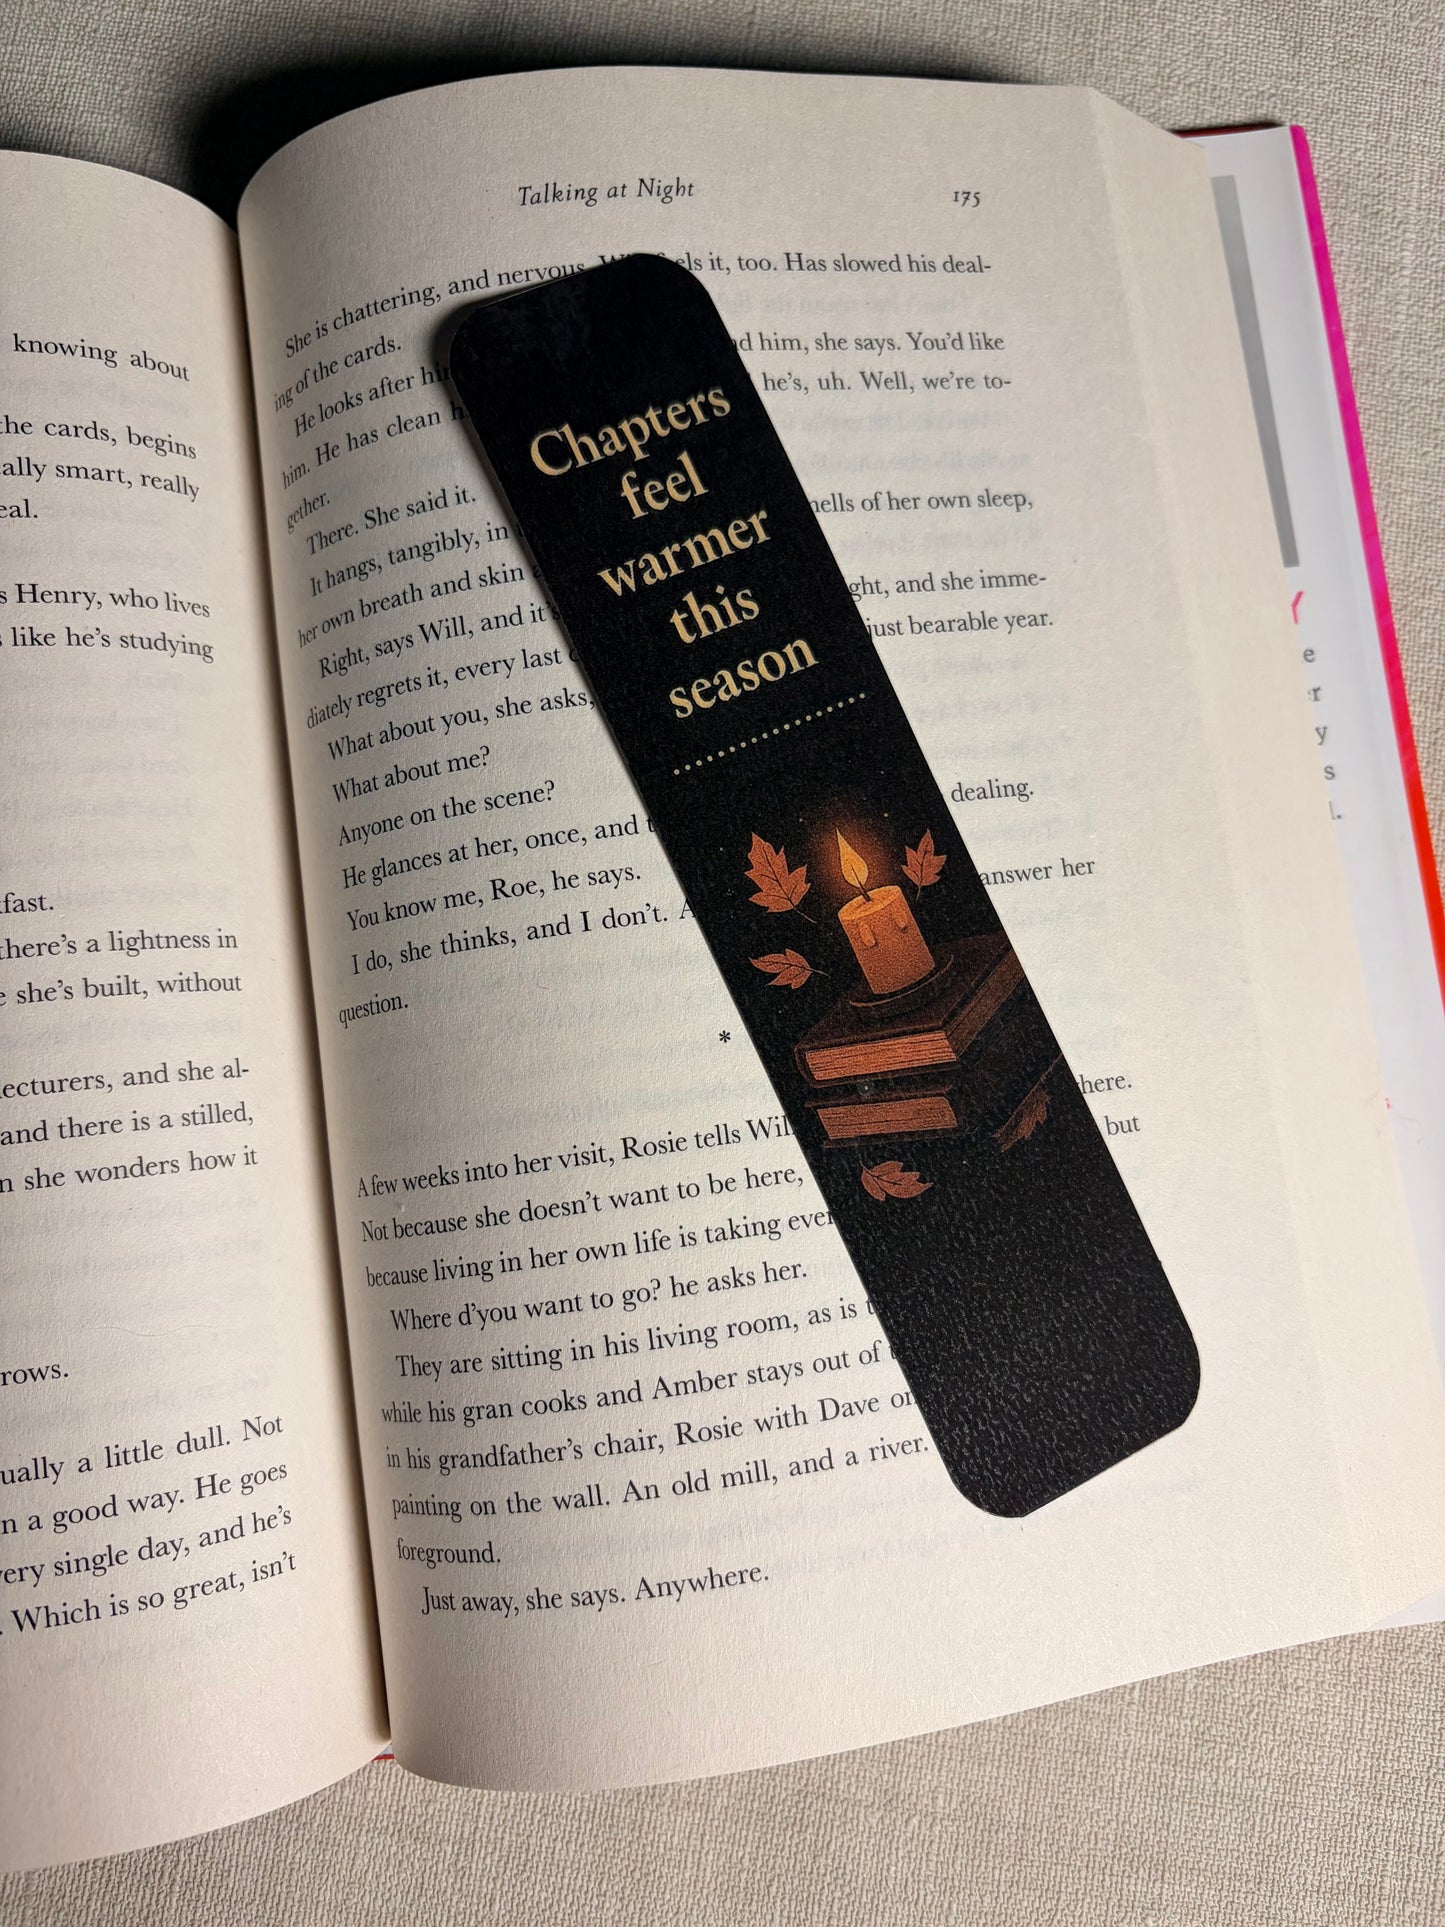 knowing about
the cards, begins
really smart, really
eal.
s Henry, who lives
s like he's studying
fast.
there's a lightness in
e she's built, without
lecturers, and she al-
and there is a stilled,
n she wonders how it
rows.
ually a little dull. Not
n a good way. He goes
very single day, and he's
. Which is so great, isn't
Talking at Night 175
She is chattering, and nervous. els it, too. Has slowed his deal-
ing of the cards.
He looks after hi d him, she says. You'd like
him. He has clean h he's, uh. Well, we're to-
gether.
There. She said it.
It hangs, tangibly, in ells of her own sleep,
her own breath and skin
Right, says Will, and it's ght, and she imme-
diately regrets it, every last just bearable year.
What about you, she asks,
What about me?
Anyone on the scene?
He glances at her, once, and t dealing.
You know me, Roe, he says.
I do, she thinks, and I don't. A answer her
question.
*
A few weeks into her visit, Rosie tells Wil here.
Not because she doesn't want to be here, but
because living in her own life is taking ever
Where d'you want to go? he asks her.
They are sitting in his living room, as is t
while his gran cooks and Amber stays out of
in his grandfather's chair, Rosie with Dave on
painting on the wall. An old mill, and a river.
foreground.
Just away, she says. Anywhere.
Chapters
feel
warmer
this
season
Y
e
er
y
s
l.